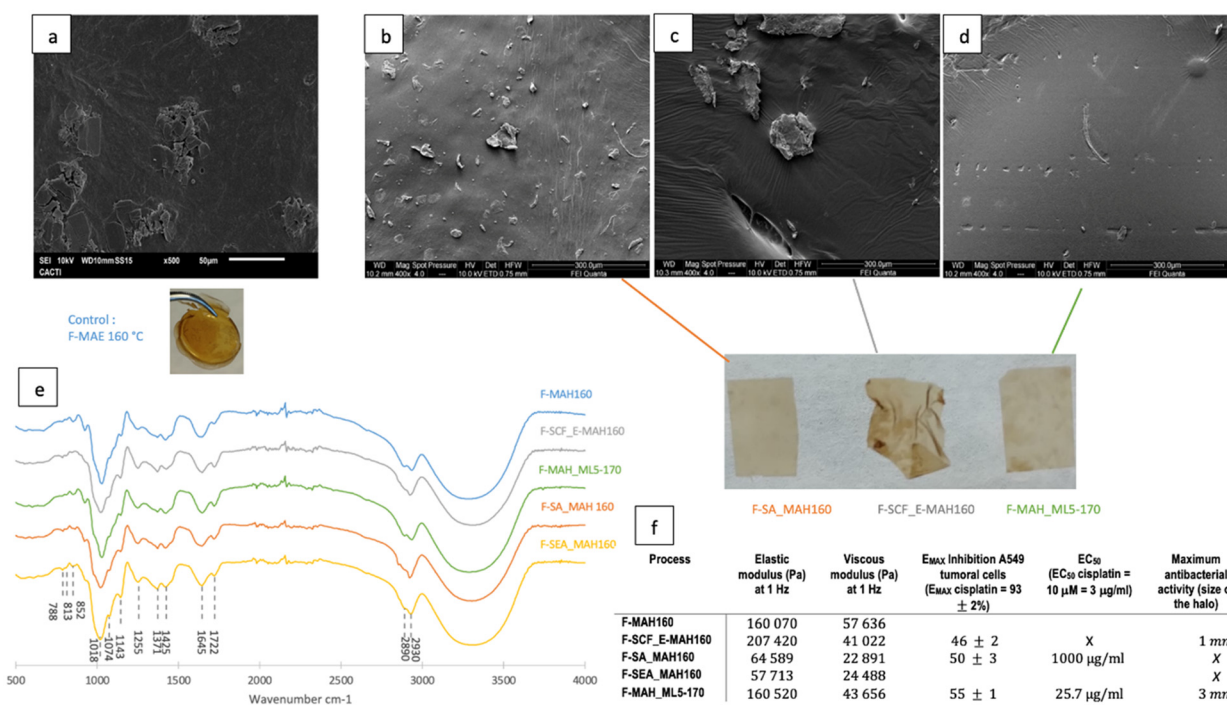 a
b
c
d
SEI 10kV WD10mmSS15 x500 50µm
CACTI
WD Mag Spot Pressure HV Det HFW 300.0µm
10.2 mm 400x 4.0 --- 10.0 kV ETD 0.75 mm FEI Quanta
WD Mag Spot Pressure HV Det HFW 300.0µm
10.3 mm 400x 4.0 --- 10.0 kV ETD 0.75 mm FEI Quanta
WD Mag Spot Pressure HV Det HFW 300.0µm
10.2 mm 400x 4.0 --- 10.0 kV ETD 0.75 mm FEI Quanta
Control :
F-MAE 160 °C
e
F-MAH160
F-SCF_E-MAH160
F-MAH_ML5-170
F-SA_MAH 160
F-SEA_MAH160
788
813
852
1018
1074
1143
1255
1371
1425
1645
1722
2890
2930
500 1000 1500 2000 2500 3000 3500 4000
Wavenumber cm-1
F-SA_MAH160 F-SCF_E-MAH160 F-MAH_ML5-170
f
Process Elastic modulus (Pa) at 1 Hz Viscous modulus (Pa) at 1 Hz EMAX Inhibition A549 tumoral cells (EMAX cisplatin = 93 ± 2%) EC50 (EC50 cisplatin = 10 µM = 3 µg/ml) Maximum antibacterial activity (size of the halo)
F-MAH160 160 070 57 636
F-SCF_E-MAH160 207 420 41 022 46 ± 2 X 1 mm
F-SA_MAH160 64 589 22 891 50 ± 3 1000 µg/ml X
F-SEA_MAH160 57 713 24 488 X
F-MAH_ML5-170 160 520 43 656 55 ± 1 25.7 µg/ml 3 mm